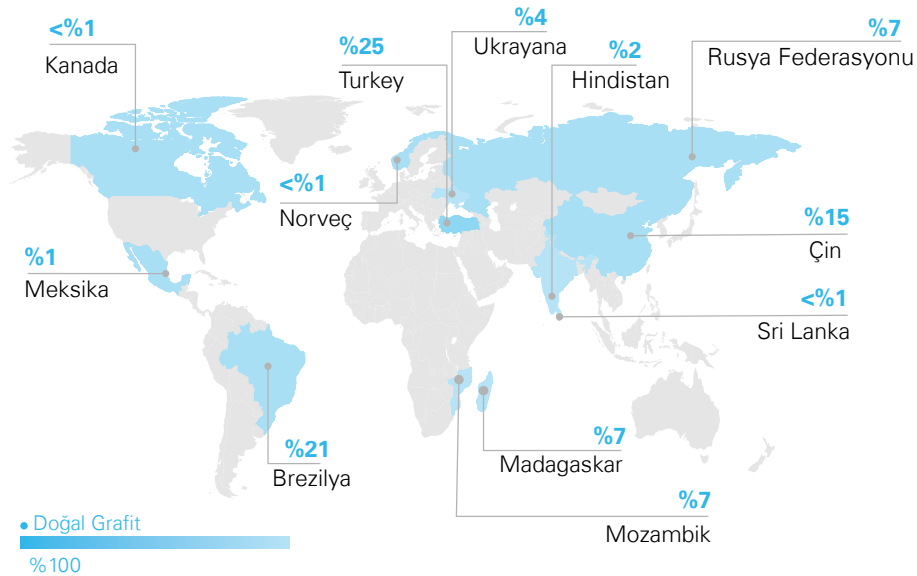 <%1
Kanada
%25
Turkey
%4
Ukrayana
%2
Hindistan
%7
Rusya Federasyonu
<%1
Norveç
%15
Çin
%1
Meksika
<%1
Sri Lanka
%21
Brezilya
%7
Madagaskar
%7
Mozambik
Doğal Grafit
%100